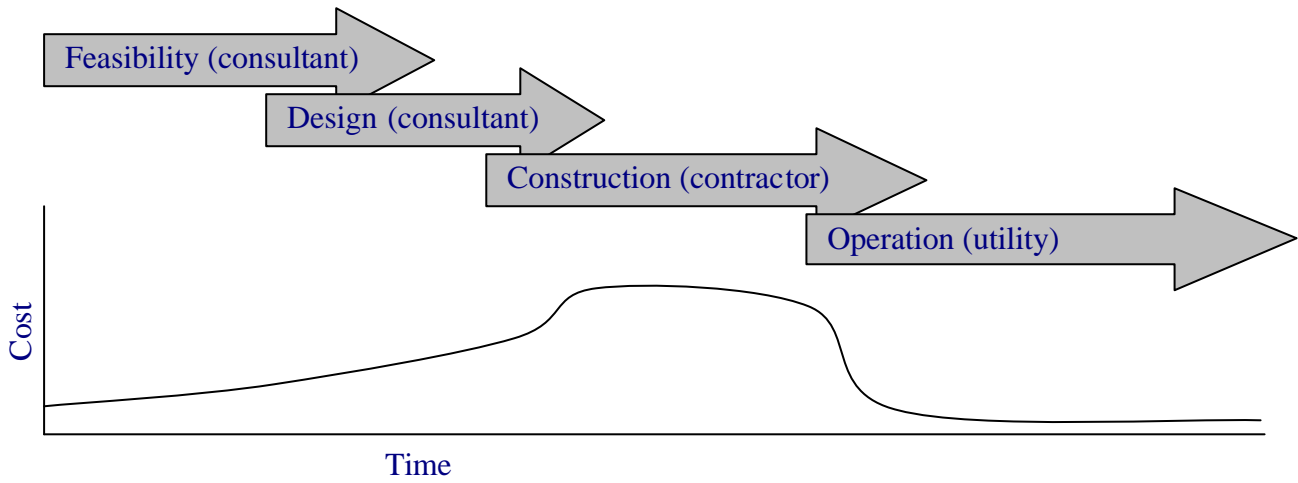 Feasibility (consultant)
Design (consultant)
Construction (contractor)
Operation (utility)
Cost
Time